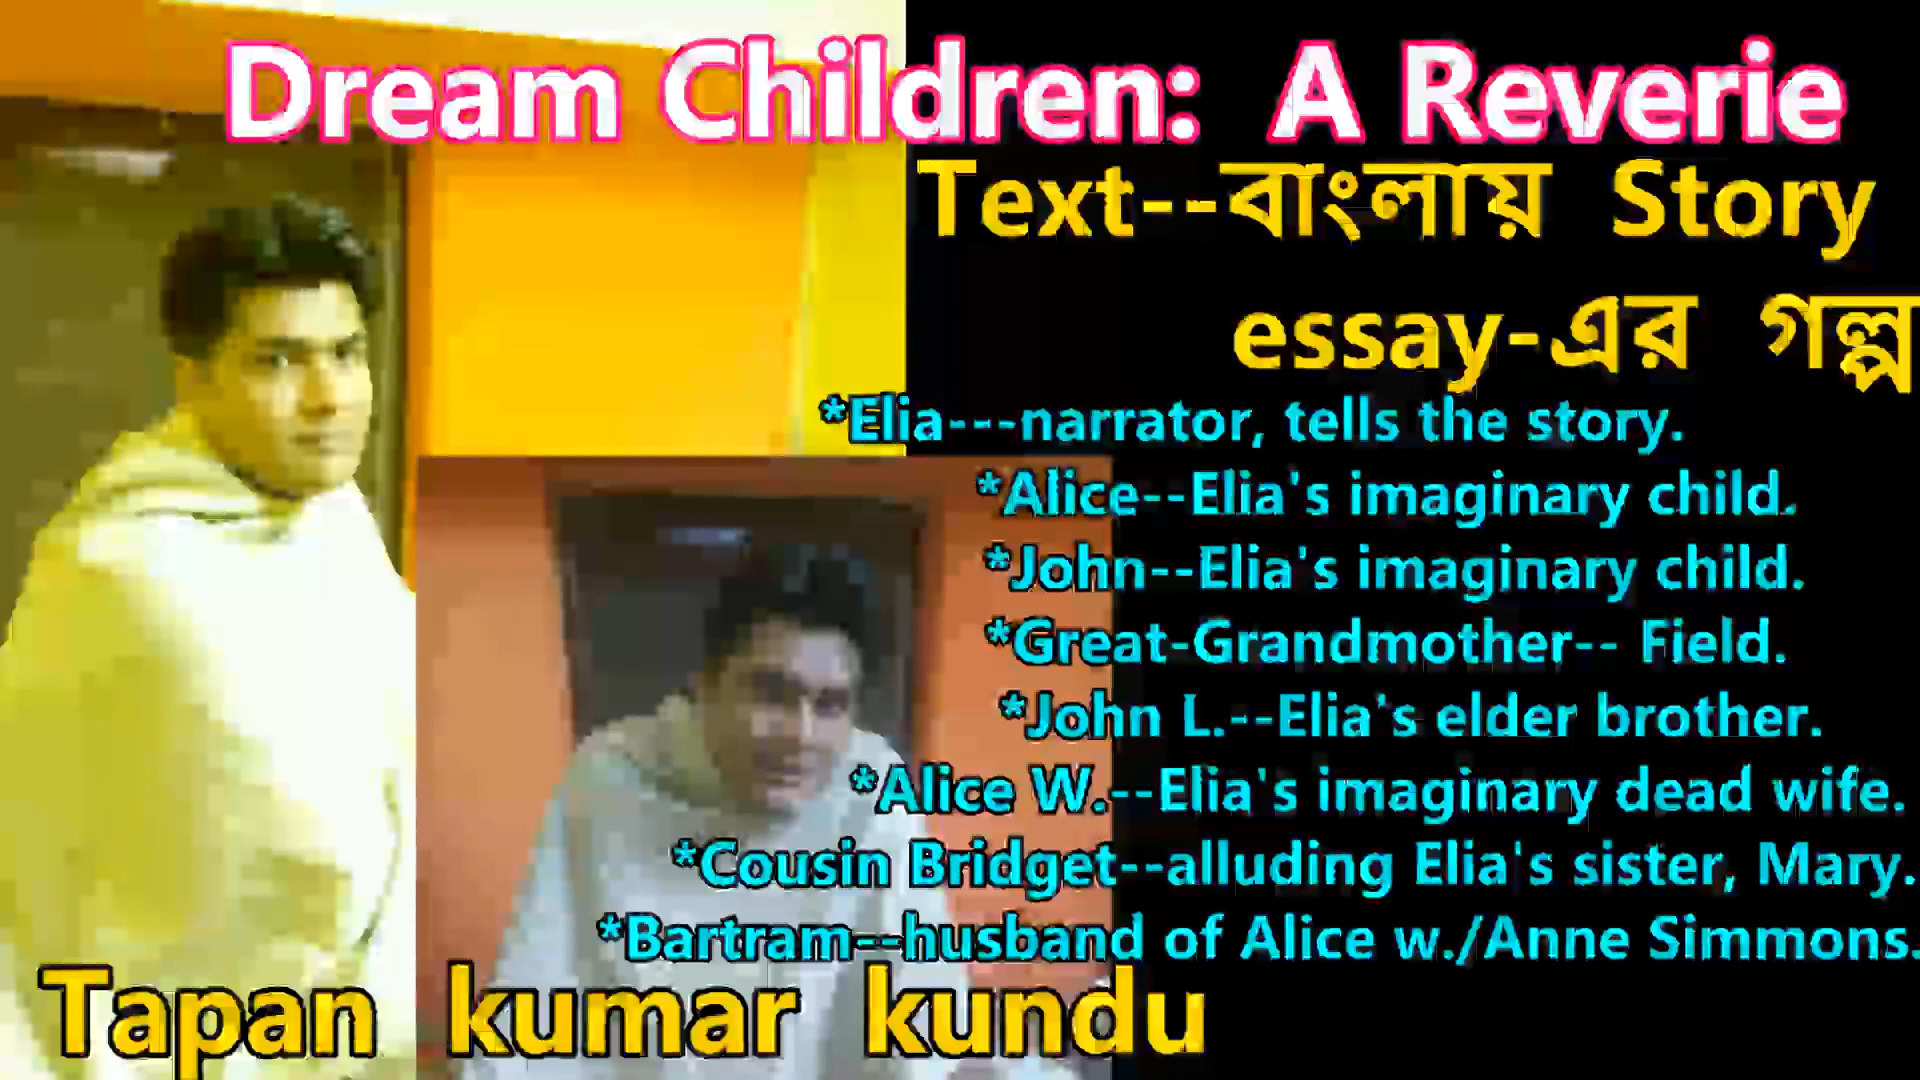 Dream Children: A Reverie
Text--বাংলায় Story
essay-এর গল্প
*Elia---narrator, tells the story.
*Alice--Elia's imaginary child.
*John--Elia's imaginary child.
*Great-Grandmother-- Field.
*John L.--Elia's elder brother.
*Alice W.--Elia's imaginary dead wife.
*Cousin Bridget--alluding Elia's sister, Mary.
*Bartram--husband of Alice w./Anne Simmons.
Tapan kumar kundu